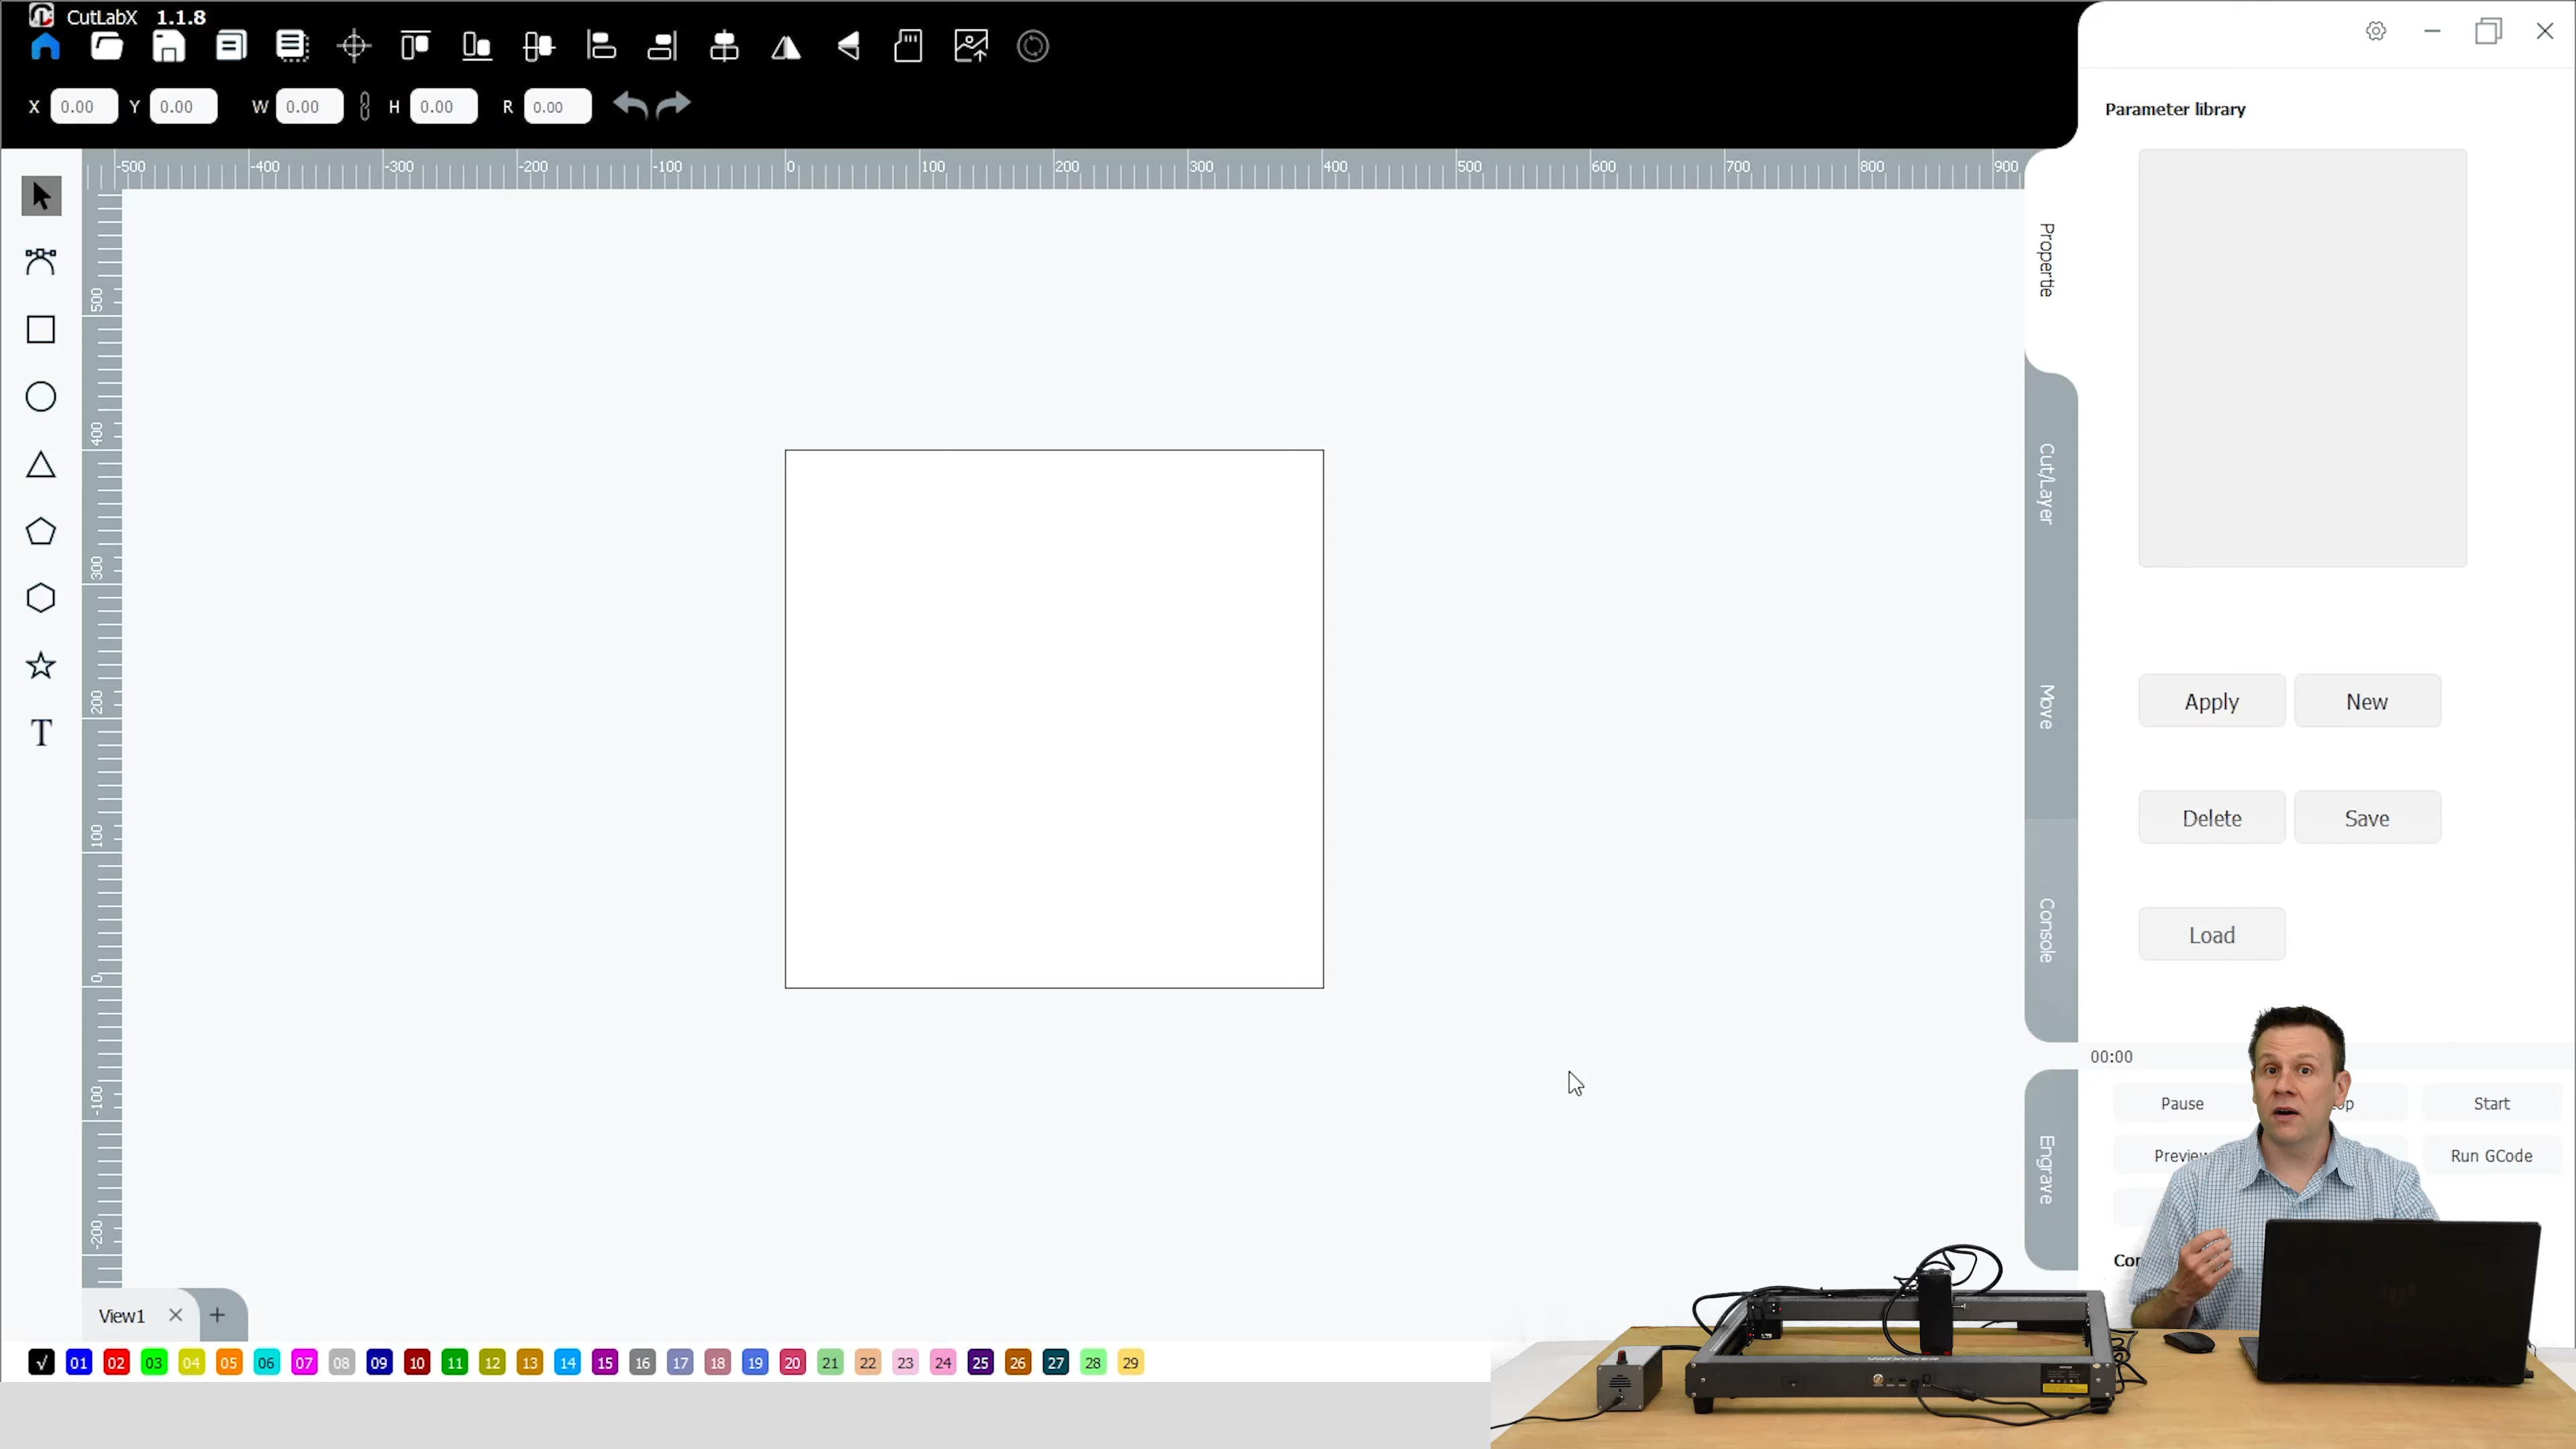 CutLabX 1.1.8
X 0.00 Y 0.00 W 0.00 H 0.00 R 0.00
-500 -400 -300 -200 -100 0 100 200 300 400 500 600 700 800 900
500
400
300
200
100
0
-100
-200
T
Propertie
Cut/Layer
Move
Console
Engrave
Parameter library
Apply New
Delete Save
Load
00:00
Pause Start
Preview Run GCode
View1
√ 01 02 03 04 05 06 07 08 09 10 11 12 13 14 15 16 17 18 19 20 21 22 23 24 25 26 27 28 29